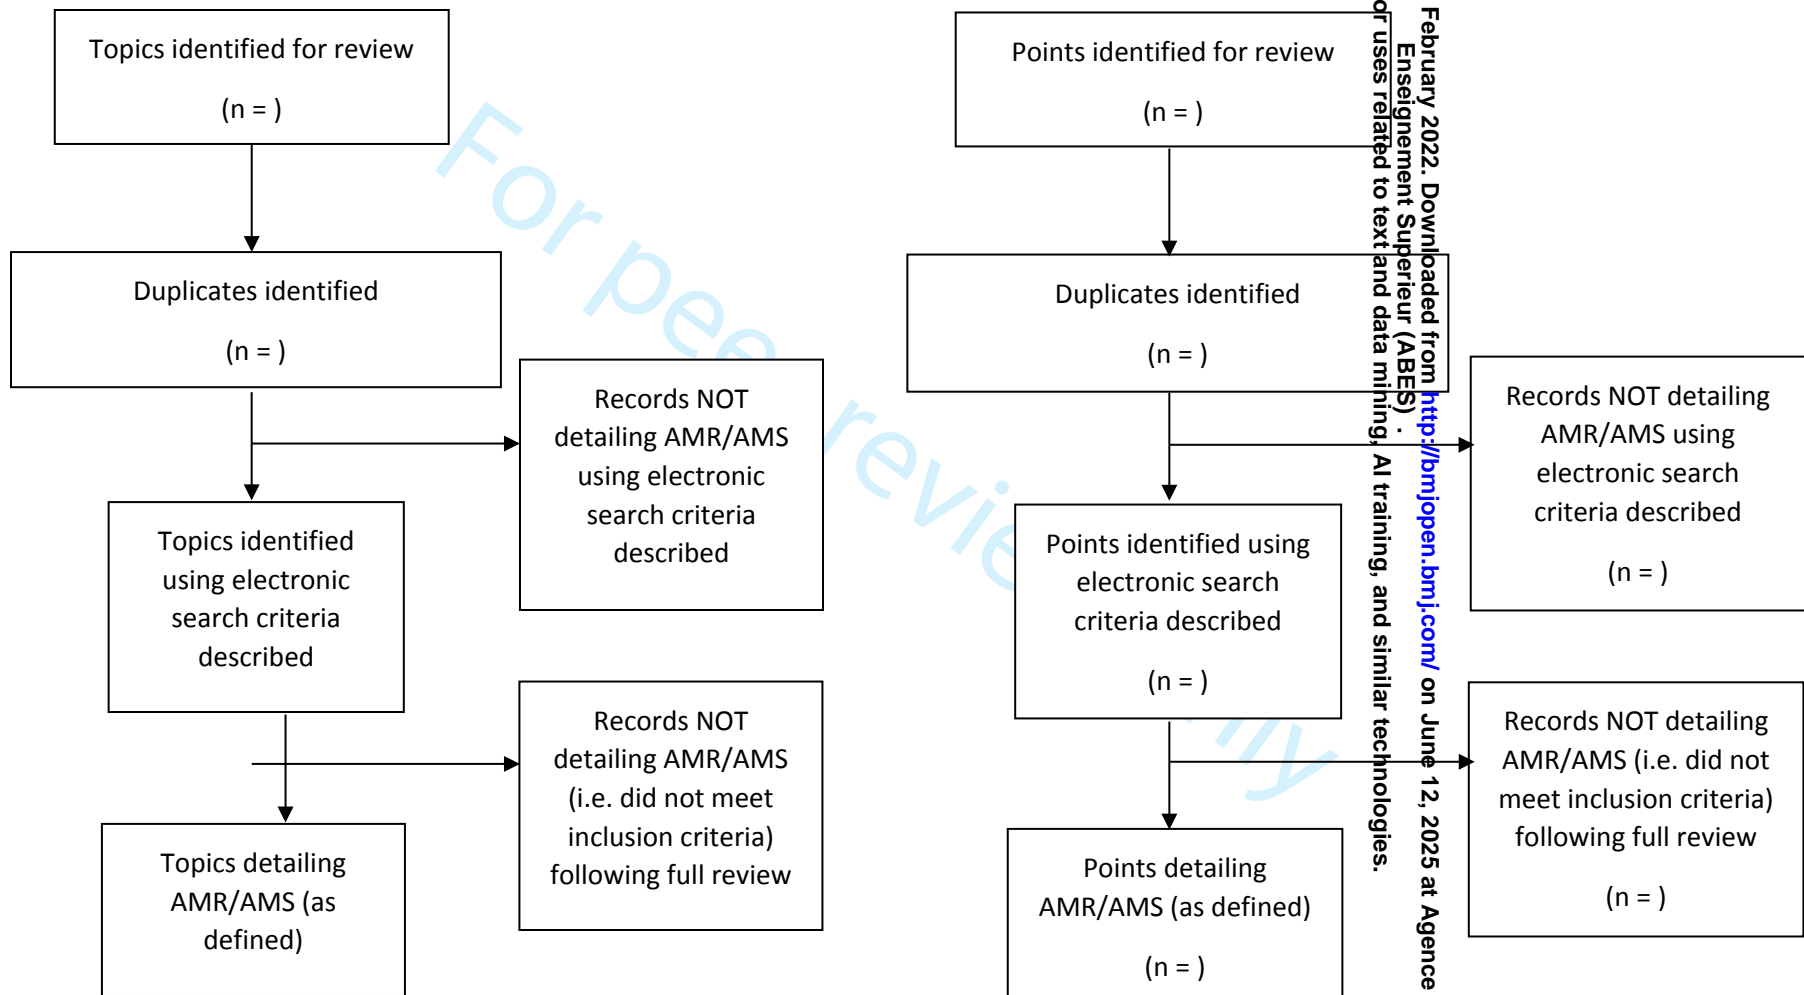 Topics identified for review
(n = )
Duplicates identified
(n = )
Records NOT
detailing AMR/AMS
using electronic
search criteria
described
Topics identified
using electronic
search criteria
described
Records NOT
detailing AMR/AMS
(i.e. did not meet
inclusion criteria)
following full review
Topics detailing
AMR/AMS (as
defined)
Points identified for review
(n = )
Duplicates identified
(n = )
Records NOT detailing
AMR/AMS using
electronic search
criteria described
(n = )
Points identified using
electronic search
criteria described
(n = )
Records NOT detailing
AMR/AMS (i.e. did not
meet inclusion criteria)
following full review
(n = )
Points detailing
AMR/AMS (as defined)
(n = )
For peer review only
February 2022. Downloaded from http://bmjopen.bmj.com/ on June 12, 2025 at Agence
Enseignement Superieur (ABES) .
or uses related to text and data mining, AI training, and similar technologies.